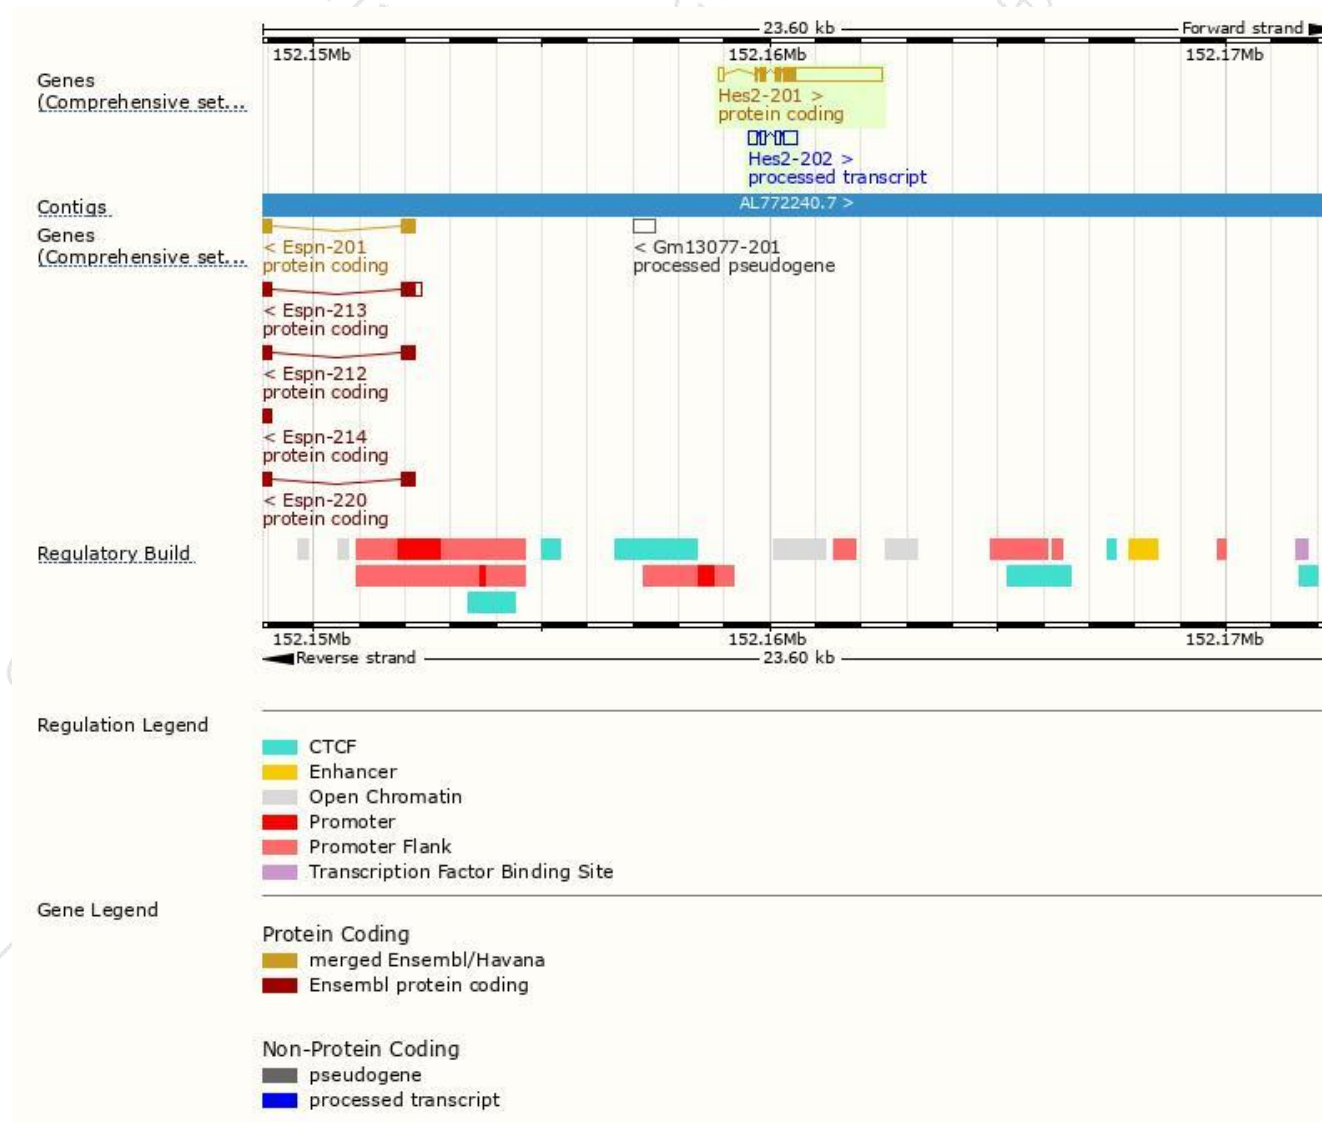 23.60 kb Forward strand
152.15Mb 152.16Mb 152.17Mb
Genes
(Comprehensive set...
Hes2-201 >
protein coding
Hes2-202 >
processed transcript
Contigs AL772240.7 >
Genes
(Comprehensive set...
< Espn-201
protein coding
< Gm13077-201
processed pseudogene
< Espn-213
protein coding
< Espn-212
protein coding
< Espn-214
protein coding
< Espn-220
protein coding
Regulatory Build
152.15Mb 152.16Mb 152.17Mb
Reverse strand 23.60 kb
Regulation Legend
CTCF
Enhancer
Open Chromatin
Promoter
Promoter Flank
Transcription Factor Binding Site
Gene Legend
Protein Coding
merged Ensembl/Havana
Ensembl protein coding
Non-Protein Coding
pseudogene
processed transcript